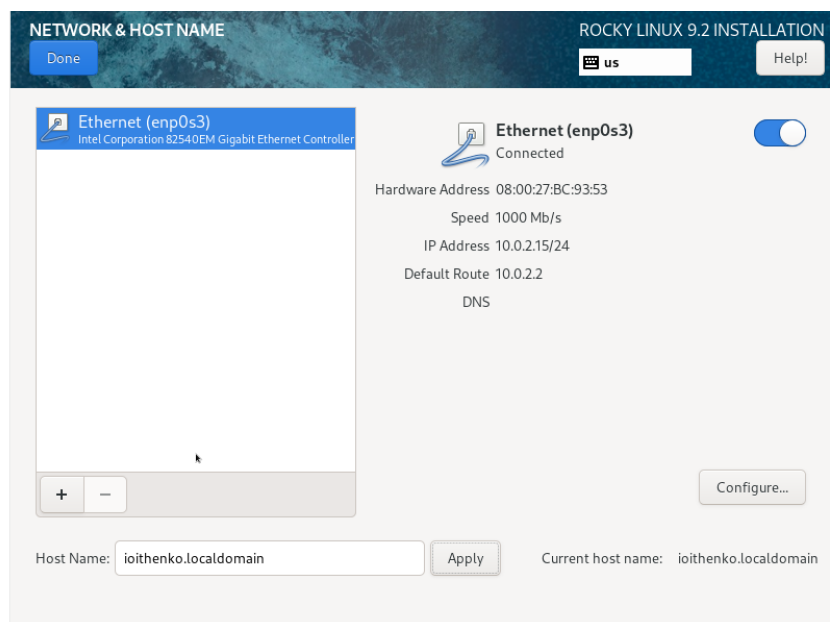 NETWORK & HOST NAME
ROCKY LINUX 9.2 INSTALLATION
Done
us
Help!
Ethernet (enp0s3)
Intel Corporation 82540EM Gigabit Ethernet Controller
Ethernet (enp0s3)
Connected
Hardware Address 08:00:27:BC:93:53
Speed 1000 Mb/s
IP Address 10.0.2.15/24
Default Route 10.0.2.2
DNS
+ −
Configure...
Host Name: ioithenko.localdomain Apply Current host name: ioithenko.localdomain